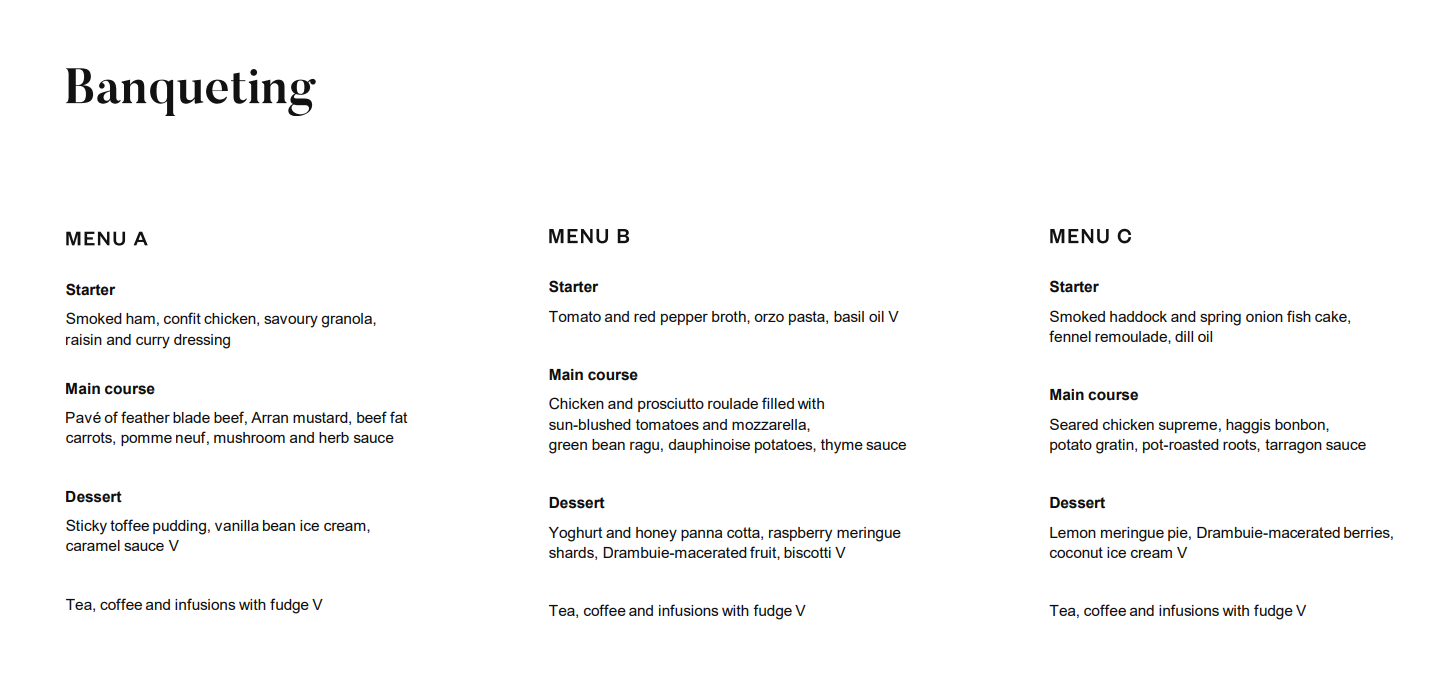 Banqueting
MENU A
Starter
Smoked ham, confit chicken, savoury granola,
raisin and curry dressing
Main course
Pavé of feather blade beef, Arran mustard, beef fat
carrots, pomme neuf, mushroom and herb sauce
Dessert
Sticky toffee pudding, vanilla bean ice cream,
caramel sauce V
Tea, coffee and infusions with fudge V
MENU B
Starter
Tomato and red pepper broth, orzo pasta, basil oil V
Main course
Chicken and prosciutto roulade filled with
sun-blushed tomatoes and mozzarella,
green bean ragu, dauphinoise potatoes, thyme sauce
Dessert
Yoghurt and honey panna cotta, raspberry meringue
shards, Drambuie-macerated fruit, biscotti V
Tea, coffee and infusions with fudge V
MENU C
Starter
Smoked haddock and spring onion fish cake,
fennel remoulade, dill oil
Main course
Seared chicken supreme, haggis bonbon,
potato gratin, pot-roasted roots, tarragon sauce
Dessert
Lemon meringue pie, Drambuie-macerated berries,
coconut ice cream V
Tea, coffee and infusions with fudge V